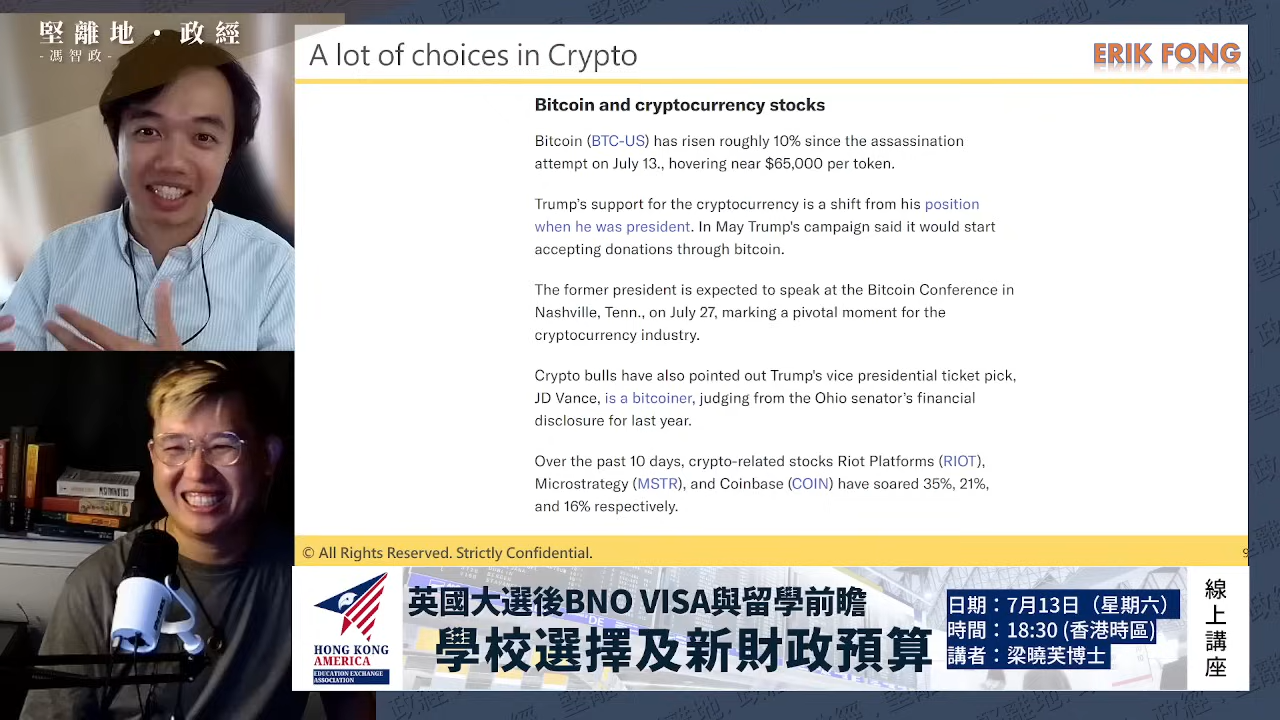 堅離地・政經
- 馮智政 -
A lot of choices in Crypto
ERIK FONG
Bitcoin and cryptocurrency stocks
Bitcoin (BTC-US) has risen roughly 10% since the assassination
attempt on July 13., hovering near $65,000 per token.
Trump's support for the cryptocurrency is a shift from his position
when he was president. In May Trump's campaign said it would start
accepting donations through bitcoin.
The former president is expected to speak at the Bitcoin Conference in
Nashville, Tenn., on July 27, marking a pivotal moment for the
cryptocurrency industry.
Crypto bulls have also pointed out Trump's vice presidential ticket pick,
JD Vance, is a bitcoiner, judging from the Ohio senator's financial
disclosure for last year.
Over the past 10 days, crypto-related stocks Riot Platforms (RIOT),
Microstrategy (MSTR), and Coinbase (COIN) have soared 35%, 21%,
and 16% respectively.
© All Rights Reserved. Strictly Confidential.
9
HONG KONG
AMERICA
EDUCATION EXCHANGE
ASSOCIATION
英國大選後BNO VISA與留學前瞻
學校選擇及新財政預算
日期：7月13日（星期六）
時間：18:30 (香港時區)
講者：梁曉芙博士
線上講座